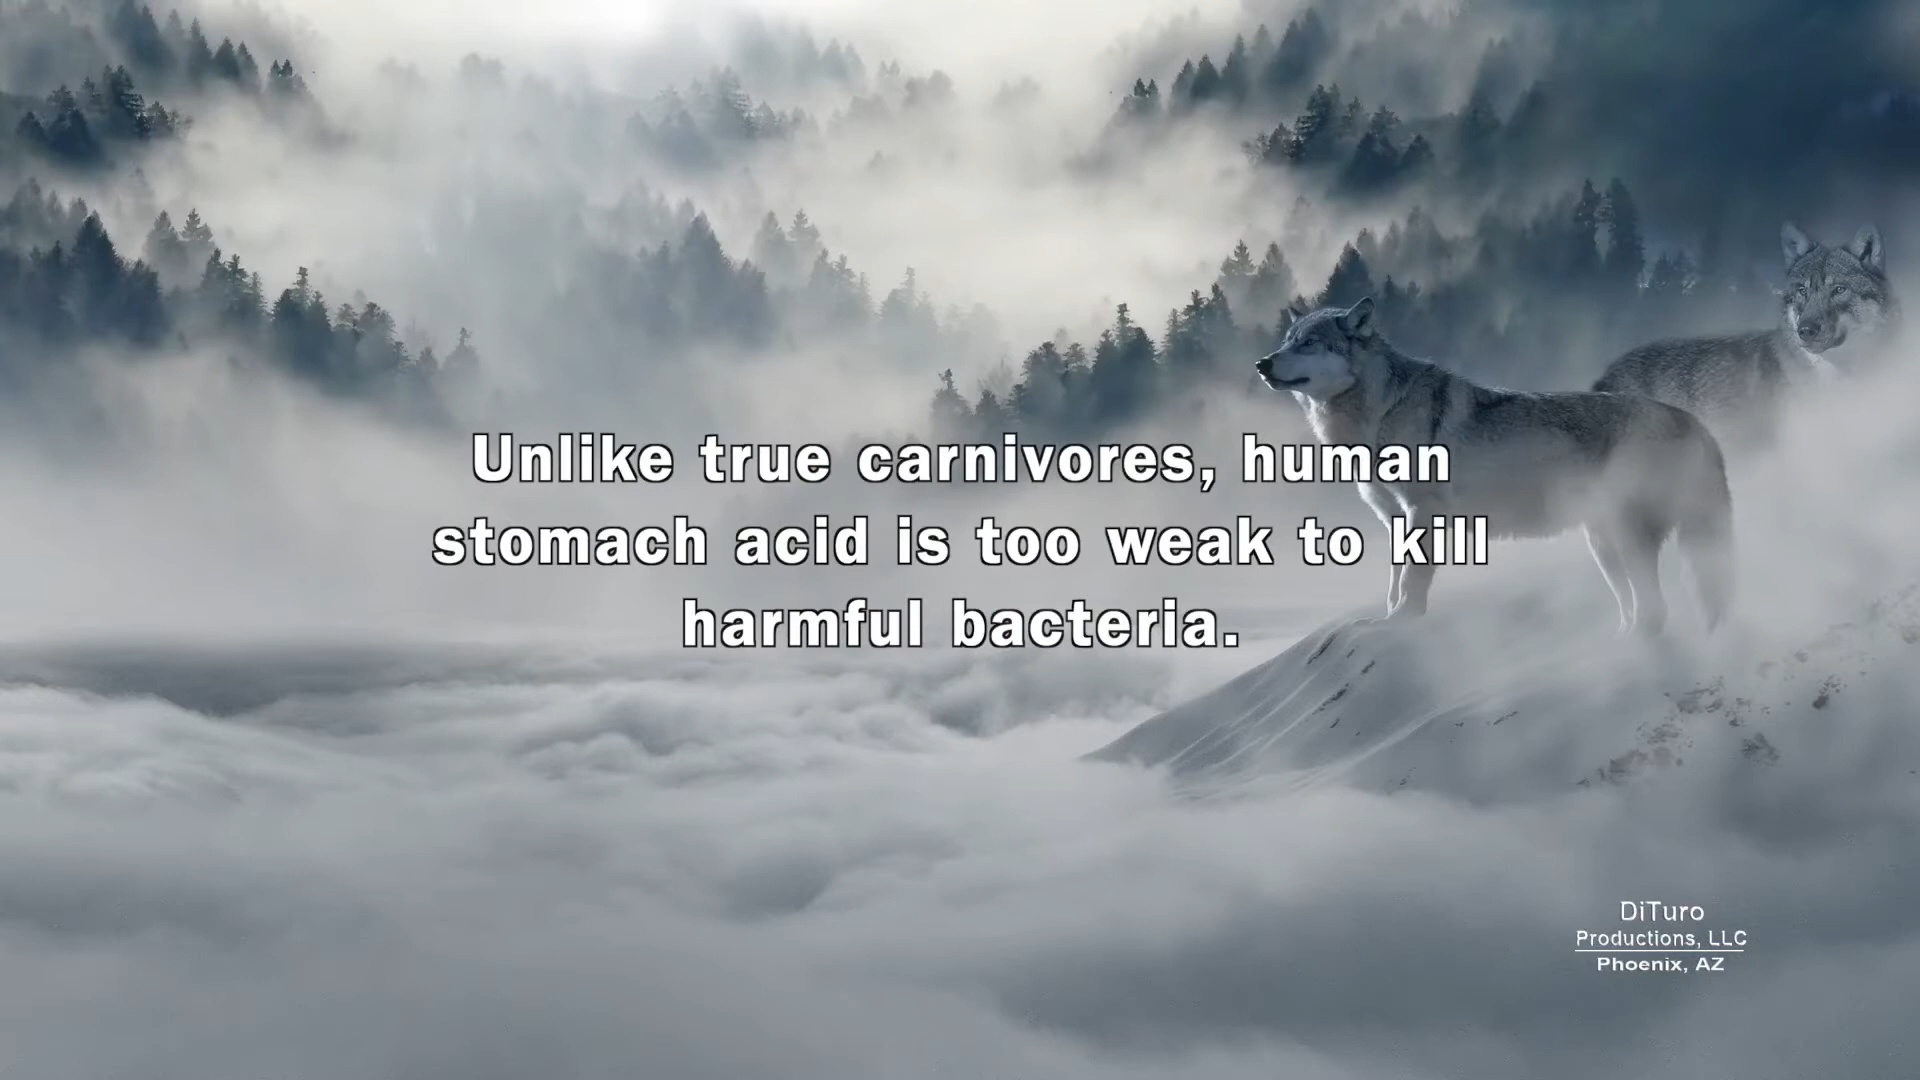 Unlike true carnivores, human
stomach acid is too weak to kill
harmful bacteria.
DiTuro
Productions, LLC
Phoenix, AZ